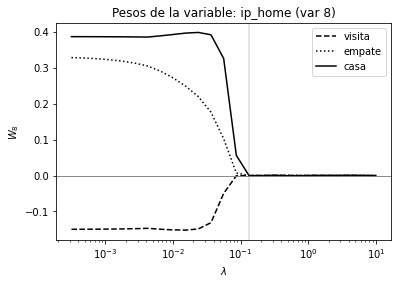 Pesos de la variable: ip_home (var 8)
visita
empate
casa
0.4
0.3
0.2
0.1
0.0
−0.1
W₈
10⁻³
10⁻²
10⁻¹
10⁰
10¹
λ